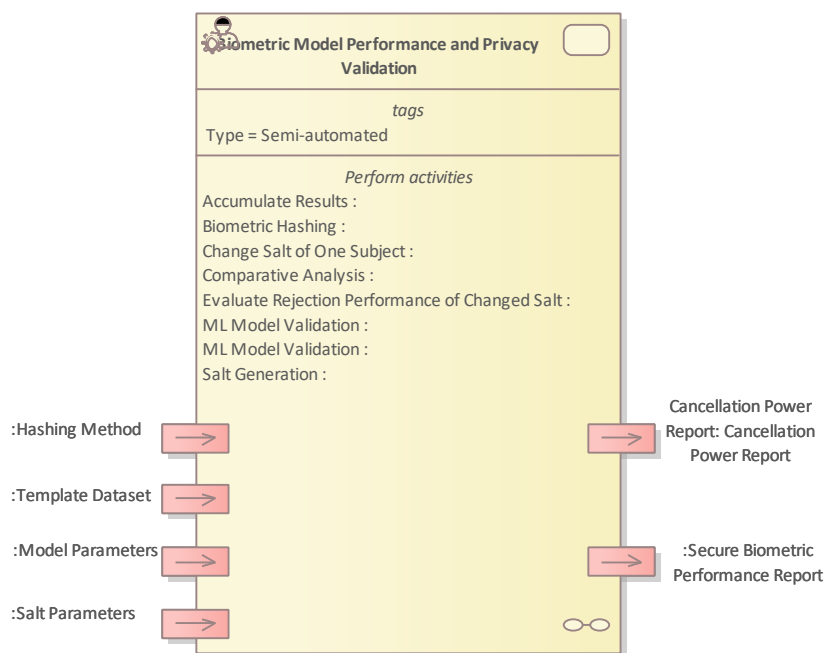 Biometric Model Performance and Privacy
Validation
tags
Type = Semi-automated
Perform activities
Accumulate Results :
Biometric Hashing :
Change Salt of One Subject :
Comparative Analysis :
Evaluate Rejection Performance of Changed Salt :
ML Model Validation :
ML Model Validation :
Salt Generation :
:Hashing Method
:Template Dataset
:Model Parameters
:Salt Parameters
Cancellation Power
Report: Cancellation
Power Report
:Secure Biometric
Performance Report